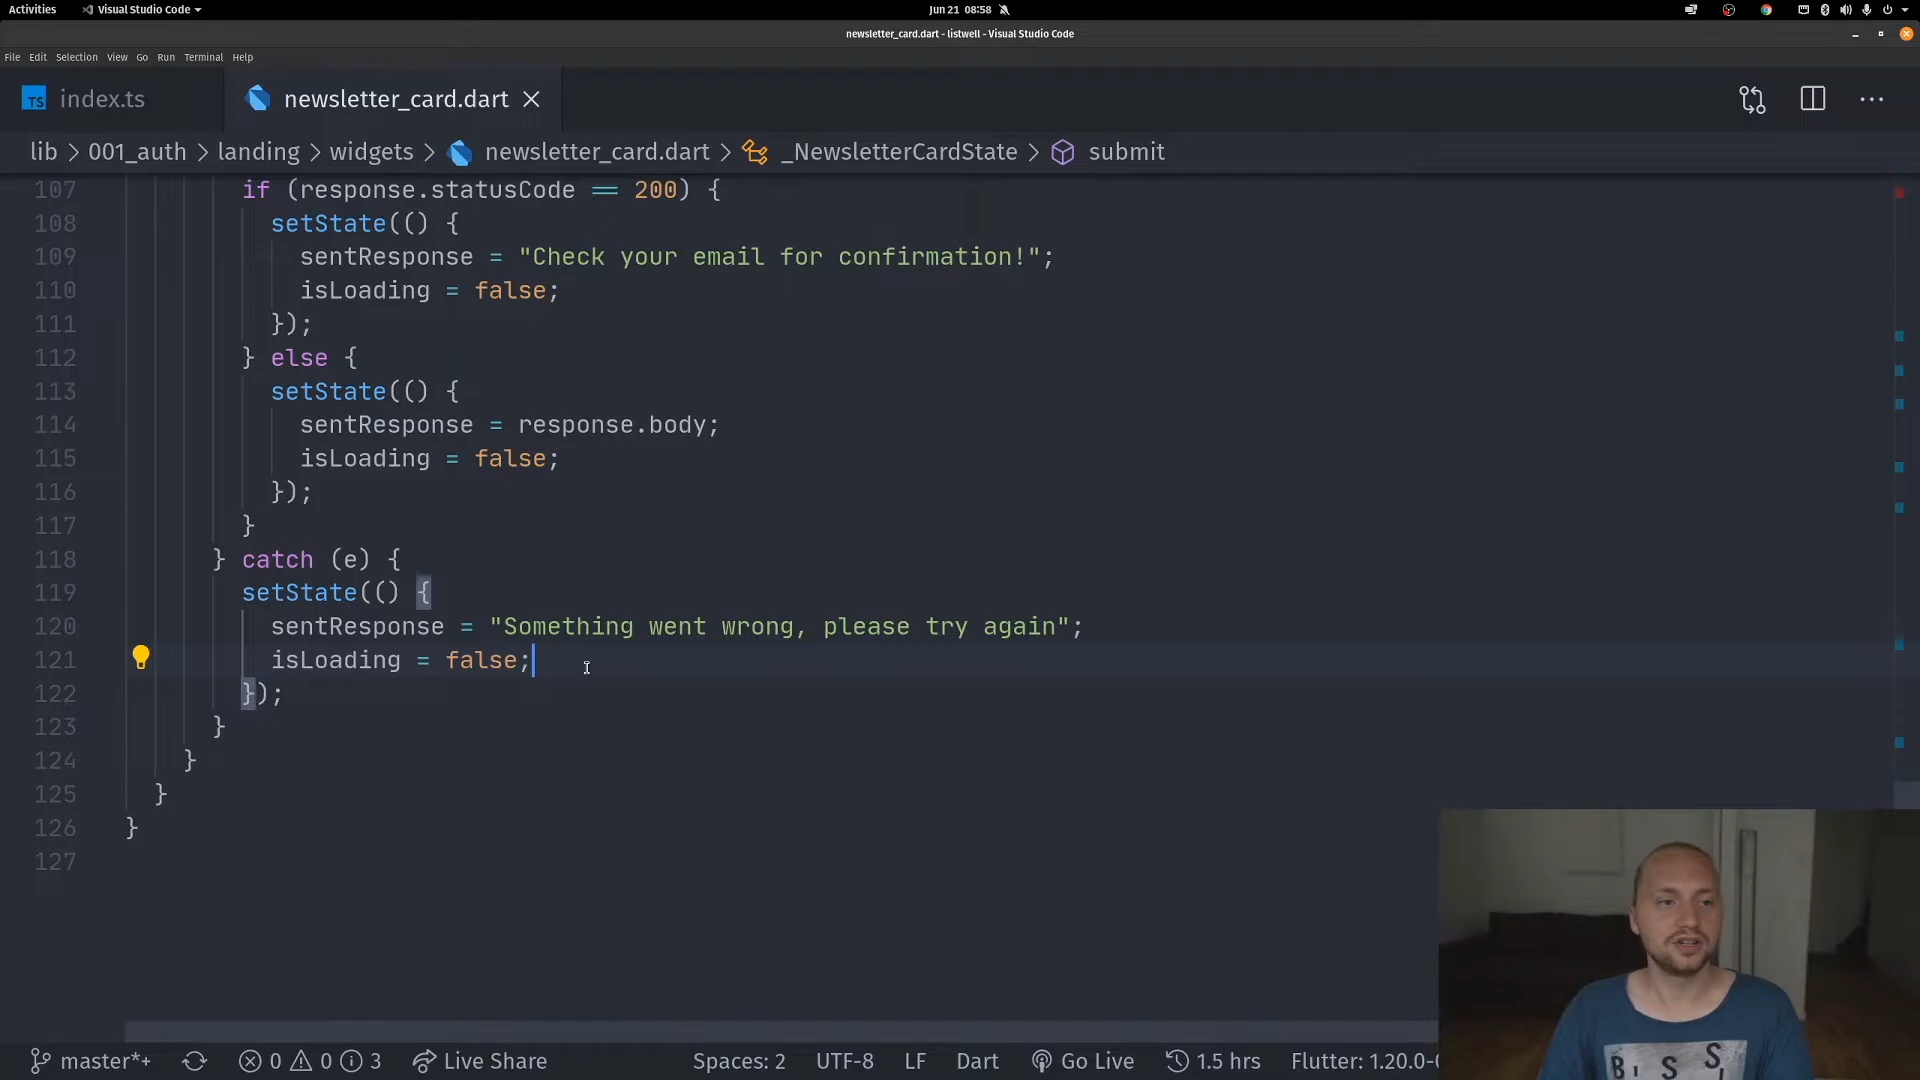 Activities Visual Studio Code Jun 21 08:58
newsletter_card.dart - listwell - Visual Studio Code
File Edit Selection View Go Run Terminal Help
TS index.ts newsletter_card.dart
lib > 001_auth > landing > widgets > newsletter_card.dart > _NewsletterCardState > submit
107 if (response.statusCode == 200) {
108 setState(() {
109 sentResponse = "Check your email for confirmation!";
110 isLoading = false;
111 });
112 } else {
113 setState(() {
114 sentResponse = response.body;
115 isLoading = false;
116 });
117 }
118 } catch (e) {
119 setState(() {
120 sentResponse = "Something went wrong, please try again";
121 isLoading = false;
122 });
123 }
124 }
125 }
126 }
127
BISSL
master*+ 0 0 3 Live Share Spaces: 2 UTF-8 LF Dart Go Live 1.5 hrs Flutter: 1.20.0-